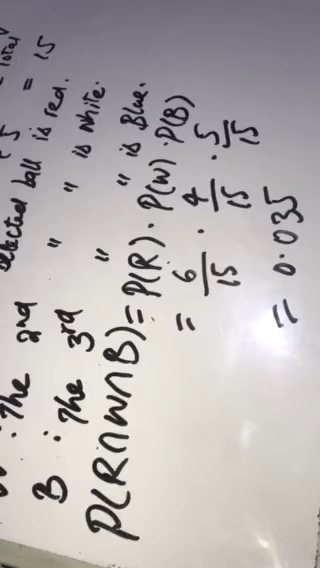 Total
5 = 15
selected ball is red.
: The 2nd " " is White.
B : The 3rd " " is Blue.
P(R∩W∩B) = P(R) · P(W) · P(B)
= 6/15 · 4/15 · 5/15
= 0.035